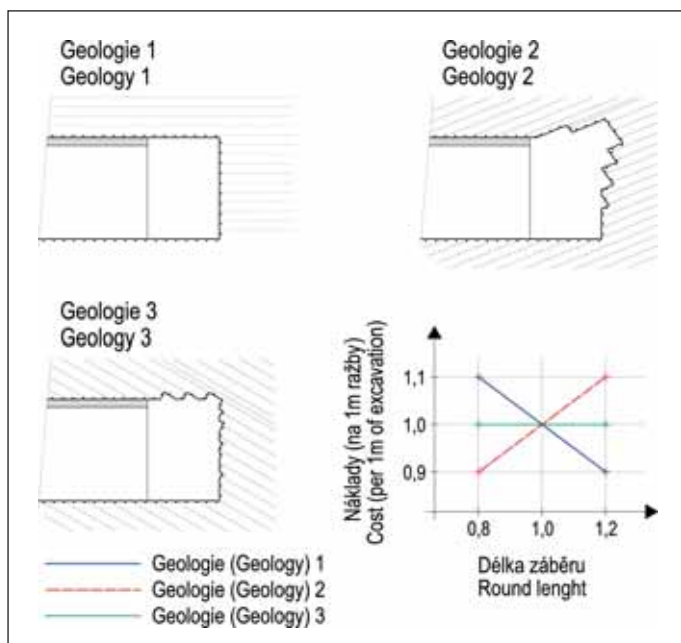 Geologie 1
Geology 1
Geologie 2
Geology 2
Geologie 3
Geology 3
Náklady (na 1m ražby)
Cost (per 1m of excavation)
1,1
1,0
0,9
0,8
1,0
1,2
Délka záběru
Round lenght
Geologie (Geology) 1
Geologie (Geology) 2
Geologie (Geology) 3